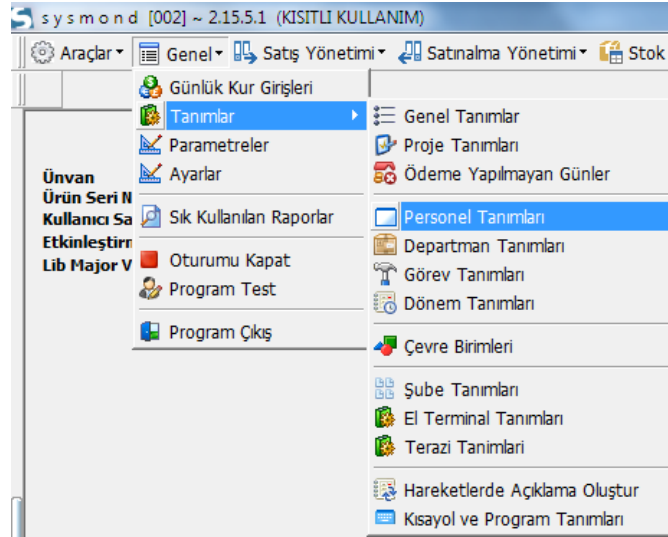 sysmond [002] ~ 2.15.5.1 (KISITLI KULLANIM)
Araçlar Genel Satış Yönetimi Satınalma Yönetimi Stok
Günlük Kur Girişleri
Tanımlar
Parametreler
Ayarlar
Sık Kullanılan Raporlar
Oturumu Kapat
Program Test
Program Çıkış
Genel Tanımlar
Proje Tanımları
Ödeme Yapılmayan Günler
Personel Tanımları
Departman Tanımları
Görev Tanımları
Dönem Tanımları
Çevre Birimleri
Şube Tanımları
El Terminal Tanımları
Terazi Tanimlari
Hareketlerde Açıklama Oluştur
Kısayol ve Program Tanımları
Ünvan
Ürün Seri N
Kullanıcı Sa
Etkinleştirm
Lib Major V